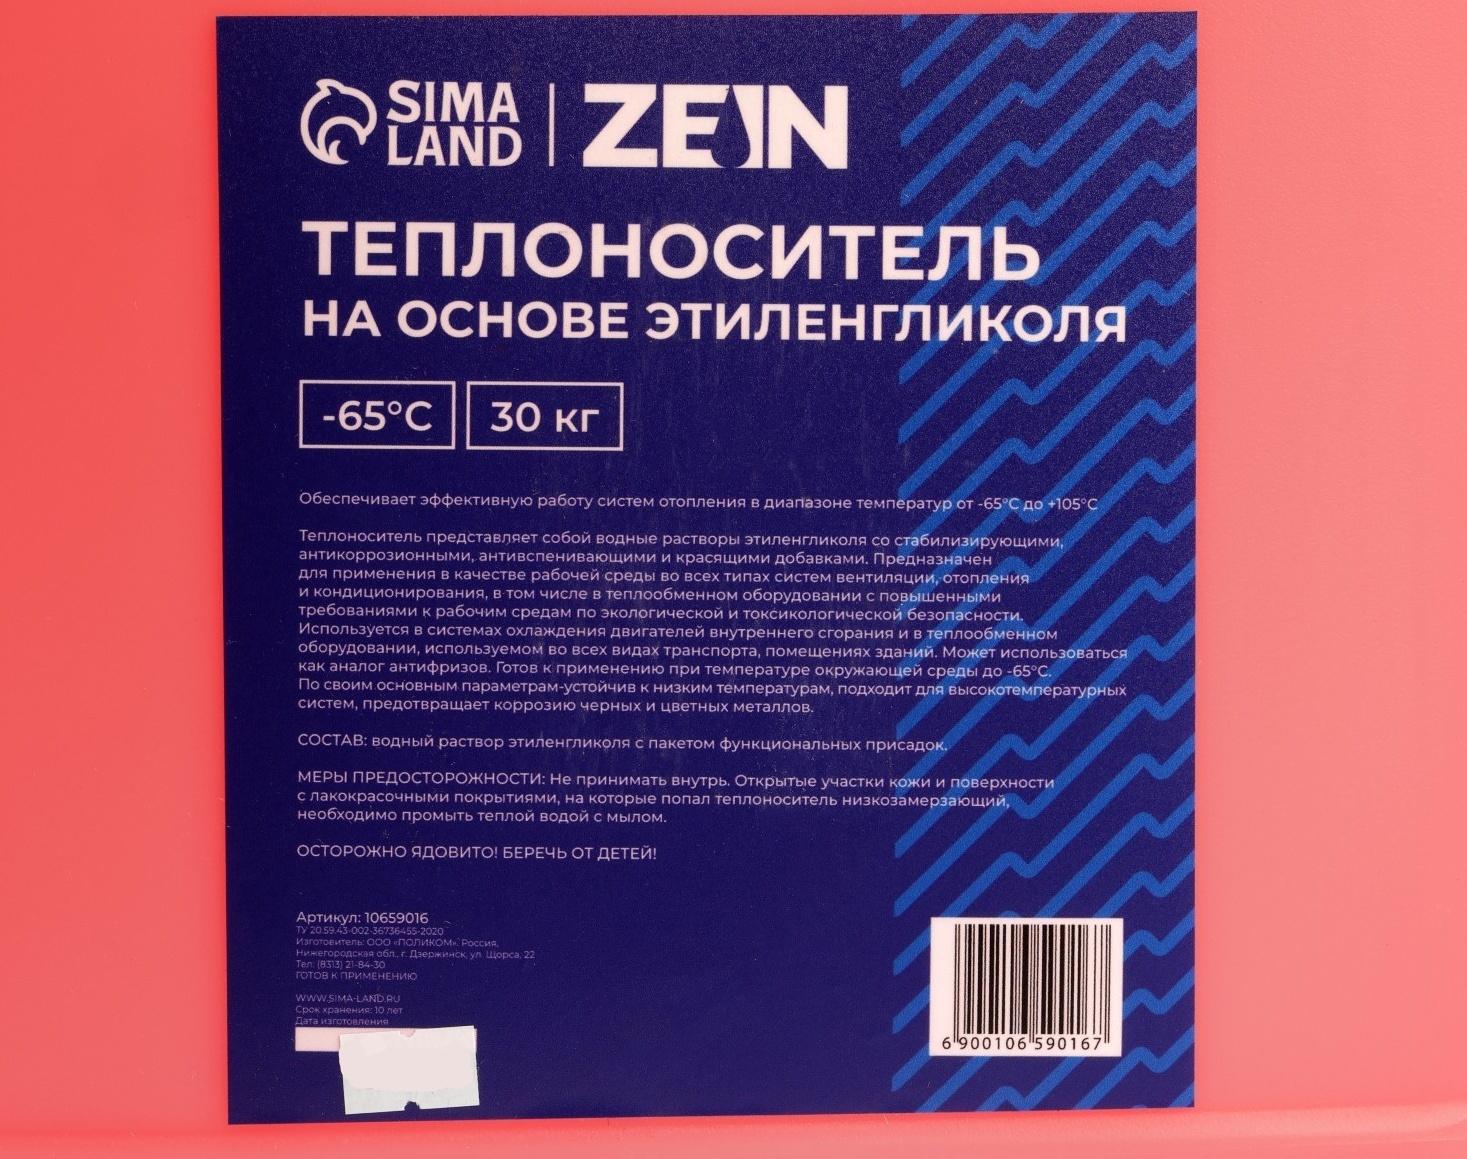 SIMA
LAND
ZEIN
ТЕПЛОНОСИТЕЛЬ
НА ОСНОВЕ ЭТИЛЕНГЛИКОЛЯ
-65°C 30 кг
Обеспечивает эффективную работу систем отопления в диапазоне температур от -65°C до +105°C
Теплоноситель представляет собой водные растворы этиленгликоля со стабилизирующими,
антикоррозионными, антивспенивающими и красящими добавками. Предназначен
для применения в качестве рабочей среды во всех типах систем вентиляции, отопления
и кондиционирования, в том числе в теплообменном оборудовании с повышенными
требованиями к рабочим средам по экологической и токсикологической безопасности.
Используется в системах охлаждения двигателей внутреннего сгорания и в теплообменном
оборудовании, используемом во всех видах транспорта, помещениях зданий. Может использоваться
как аналог антифризов. Готов к применению при температуре окружающей среды до -65°C.
По своим основным параметрам-устойчив к низким температурам, подходит для высокотемпературных
систем, предотвращает коррозию черных и цветных металлов.
СОСТАВ: водный раствор этиленгликоля с пакетом функциональных присадок.
МЕРЫ ПРЕДОСТОРОЖНОСТИ: Не принимать внутрь. Открытые участки кожи и поверхности
с лакокрасочными покрытиями, на которые попал теплоноситель низкозамерзающий,
необходимо промыть теплой водой с мылом.
ОСТОРОЖНО ЯДОВИТО! БЕРЕЧЬ ОТ ДЕТЕЙ!
Артикул: 10659016
ТУ 20.59.43-002-36736455-2020
Изготовитель: ООО «ПОЛИКОМ». Россия,
Нижегородская обл., г. Дзержинск, ул. Щорса, 22
Тел: (8313) 21-84-30
ГОТОВ К ПРИМЕНЕНИЮ
WWW.SIMA-LAND.RU
Срок хранения: 10 лет
Дата изготовления
6 900106 590167